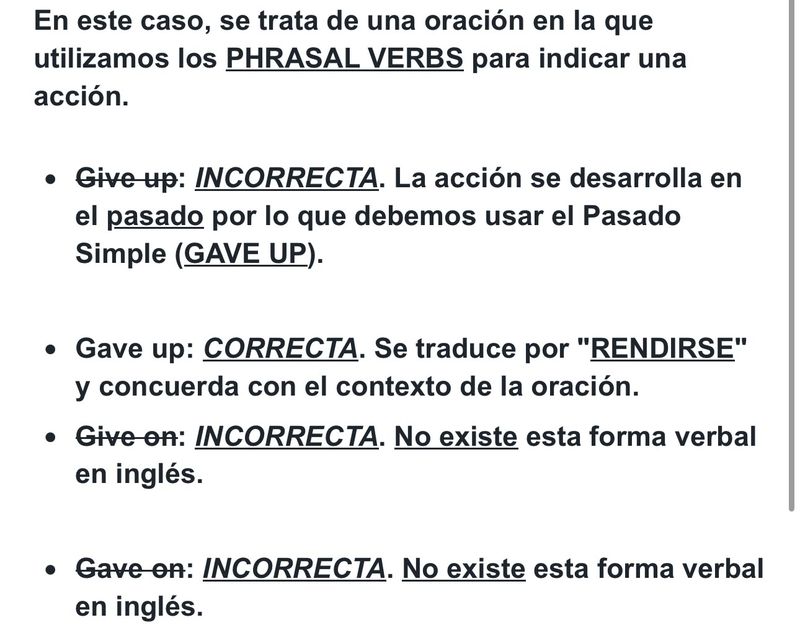 En este caso, se trata de una oración en la que
utilizamos los PHRASAL VERBS para indicar una
acción.
• Give up: INCORRECTA. La acción se desarrolla en
el pasado por lo que debemos usar el Pasado
Simple (GAVE UP).
• Gave up: CORRECTA. Se traduce por "RENDIRSE"
y concuerda con el contexto de la oración.
• Give on: INCORRECTA. No existe esta forma verbal
en inglés.
• Gave on: INCORRECTA. No existe esta forma verbal
en inglés.